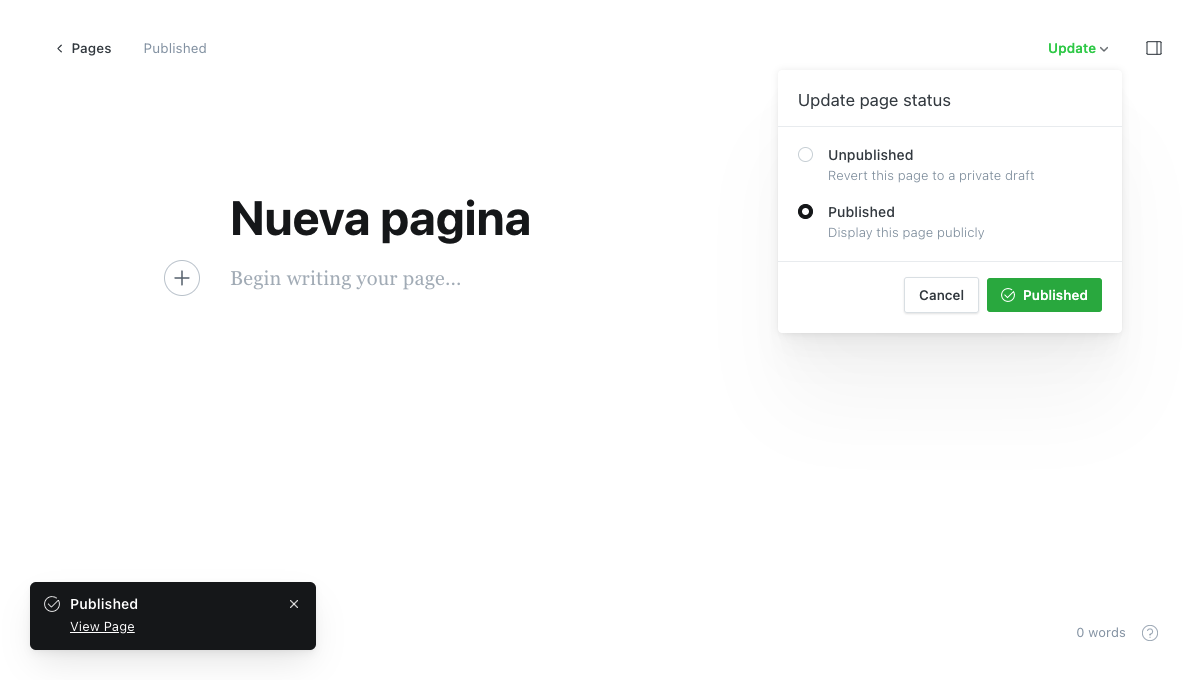 Pages
Published
Update
Update page status
Unpublished
Revert this page to a private draft
Published
Display this page publicly
Cancel
Published
Nueva pagina
Begin writing your page...
Published
View Page
0 words
?